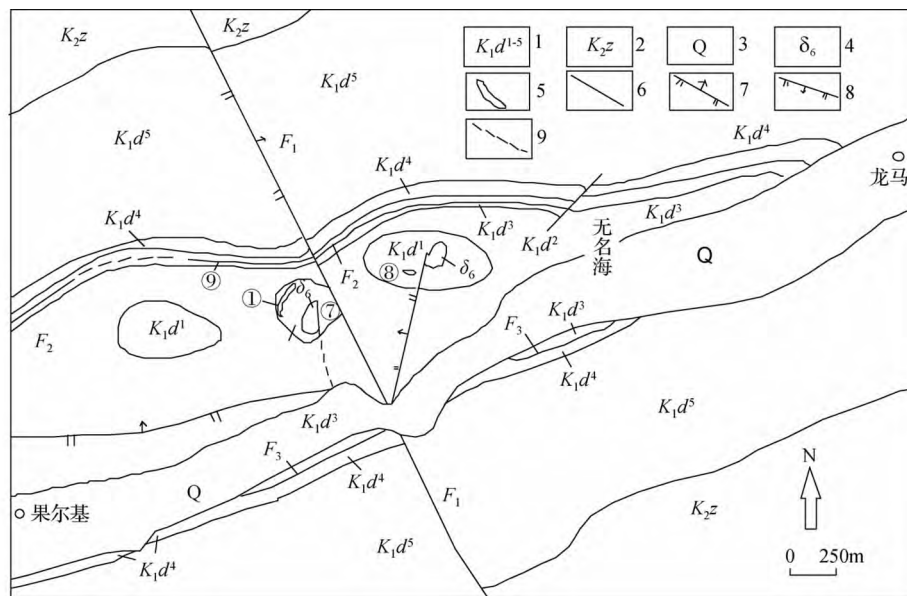 K₂z
K₂z
K₁d¹⁻⁵ 1
K₂z 2
Q 3
δ₆ 4
5
6
7
8
9
K₁d⁵
K₁d⁵
F₁
K₁d⁴
K₁d⁴
龙马
K₁d⁴
K₁d³
K₁d³
K₁d²
无名海
Q
F₂
K₁d¹
δ₆
⑧
⑨
①
δ₆
⑦
K₁d¹
F₂
K₁d³
F₃
K₁d⁴
K₁d⁵
K₁d³
F₃
K₁d⁴
F₁
K₂z
N
Q
果尔基
K₁d⁴
K₁d⁵
0 250m